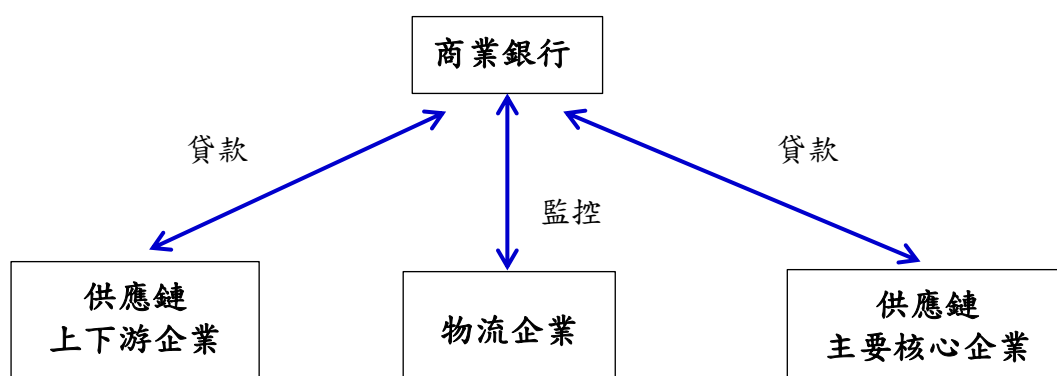 商業銀行
貸款
貸款
監控
供應鏈
上下游企業
物流企業
供應鏈
主要核心企業